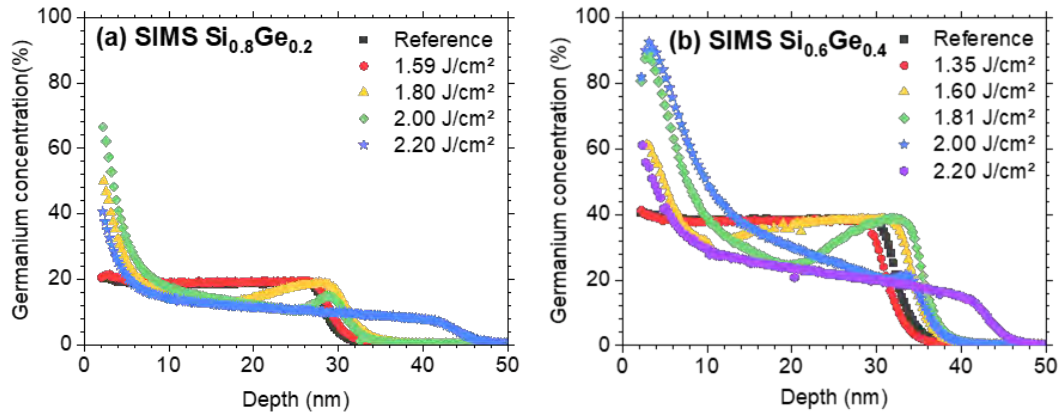 (a) SIMS Si0.8Ge0.2
Germanium concentration(%)
100
80
60
40
20
0
Reference
1.59 J/cm²
1.80 J/cm²
2.00 J/cm²
2.20 J/cm²
0 10 20 30 40 50
Depth (nm)
(b) SIMS Si0.6Ge0.4
Germanium concentration (%)
100
80
60
40
20
0
Reference
1.35 J/cm²
1.60 J/cm²
1.81 J/cm²
2.00 J/cm²
2.20 J/cm²
0 10 20 30 40 50
Depth (nm)